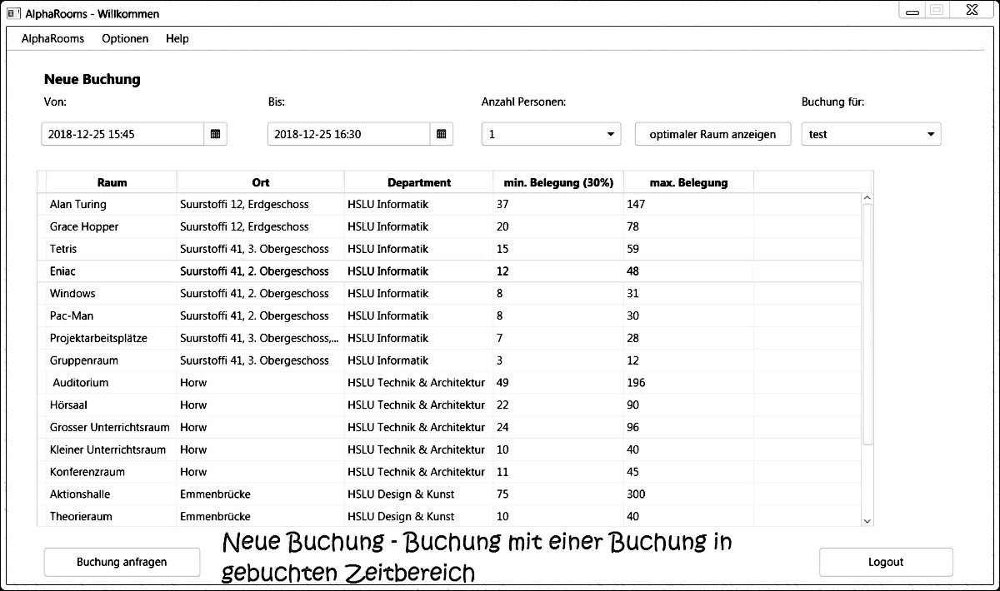 AlphaRooms - Willkommen
AlphaRooms Optionen Help
Neue Buchung
Von: Bis: Anzahl Personen: Buchung für:
2018-12-25 15:45 2018-12-25 16:30 1 optimaler Raum anzeigen test
Raum Ort Department min. Belegung (30%) max. Belegung
Alan Turing Suurstoffi 12, Erdgeschoss HSLU Informatik 37 147
Grace Hopper Suurstoffi 12, Erdgeschoss HSLU Informatik 20 78
Tetris Suurstoffi 41, 3. Obergeschoss HSLU Informatik 15 59
Eniac Suurstoffi 41, 2. Obergeschoss HSLU Informatik 12 48
Windows Suurstoffi 41, 2. Obergeschoss HSLU Informatik 8 31
Pac-Man Suurstoffi 41, 2. Obergeschoss HSLU Informatik 8 30
Projektarbeitsplätze Suurstoffi 41, 3. Obergeschoss,... HSLU Informatik 7 28
Gruppenraum Suurstoffi 41, 3. Obergeschoss HSLU Informatik 3 12
Auditorium Horw HSLU Technik & Architektur 49 196
Hörsaal Horw HSLU Technik & Architektur 22 90
Grosser Unterrichtsraum Horw HSLU Technik & Architektur 24 96
Kleiner Unterrichtsraum Horw HSLU Technik & Architektur 10 40
Konferenzraum Horw HSLU Technik & Architektur 11 45
Aktionshalle Emmenbrücke HSLU Design & Kunst 75 300
Theorieraum Emmenbrücke HSLU Design & Kunst 10 40
Neue Buchung - Buchung mit einer Buchung in
gebuchten Zeitbereich
Buchung anfragen Logout